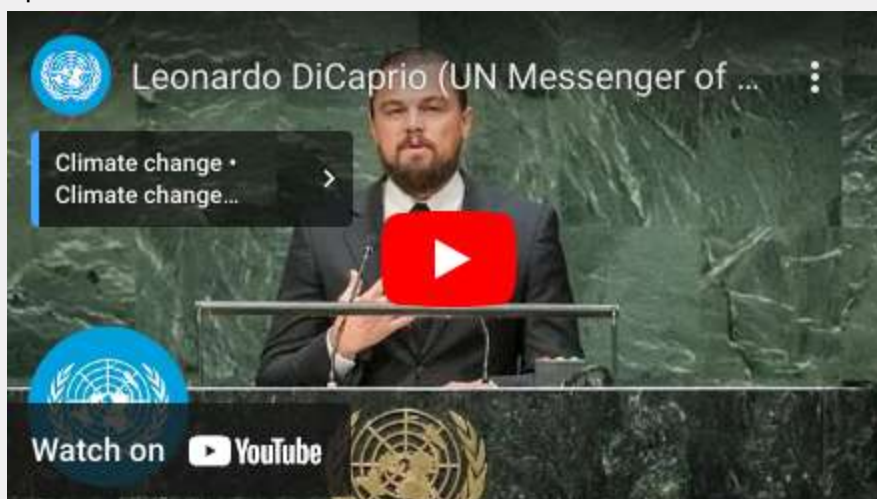 Leonardo DiCaprio (UN Messenger of ...
Climate change •
Climate change...
Watch on YouTube